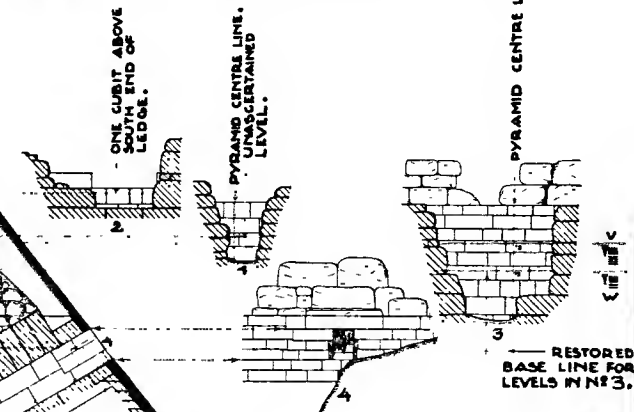 ONE CUBIT ABOVE
SOUTH END OF
LEDGE.
PYRAMID CENTRE LINE.
UNASCERTAINED
LEVEL.
PYRAMID CENTRE
2
3
4
RESTORED
BASE LINE FOR
LEVELS IN Nº 3.